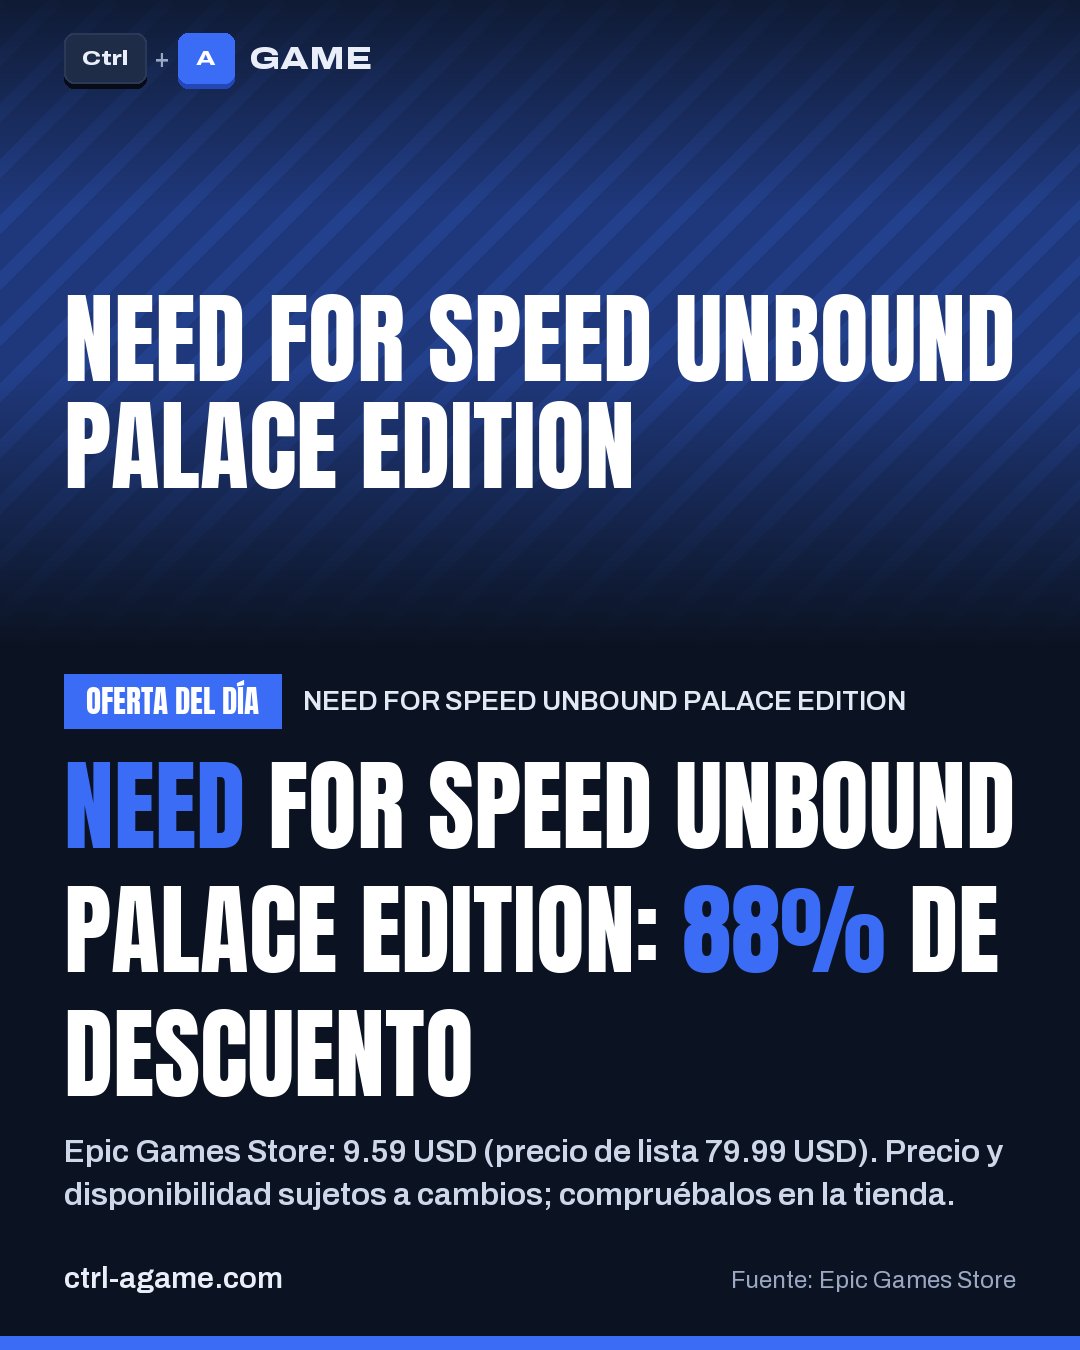 Ctrl + A GAME
NEED FOR SPEED UNBOUND
PALACE EDITION
OFERTA DEL DÍA NEED FOR SPEED UNBOUND PALACE EDITION
NEED FOR SPEED UNBOUND
PALACE EDITION: 88% DE
DESCUENTO
Epic Games Store: 9.59 USD (precio de lista 79.99 USD). Precio y
disponibilidad sujetos a cambios; compruébalos en la tienda.
ctrl-agame.com Fuente: Epic Games Store